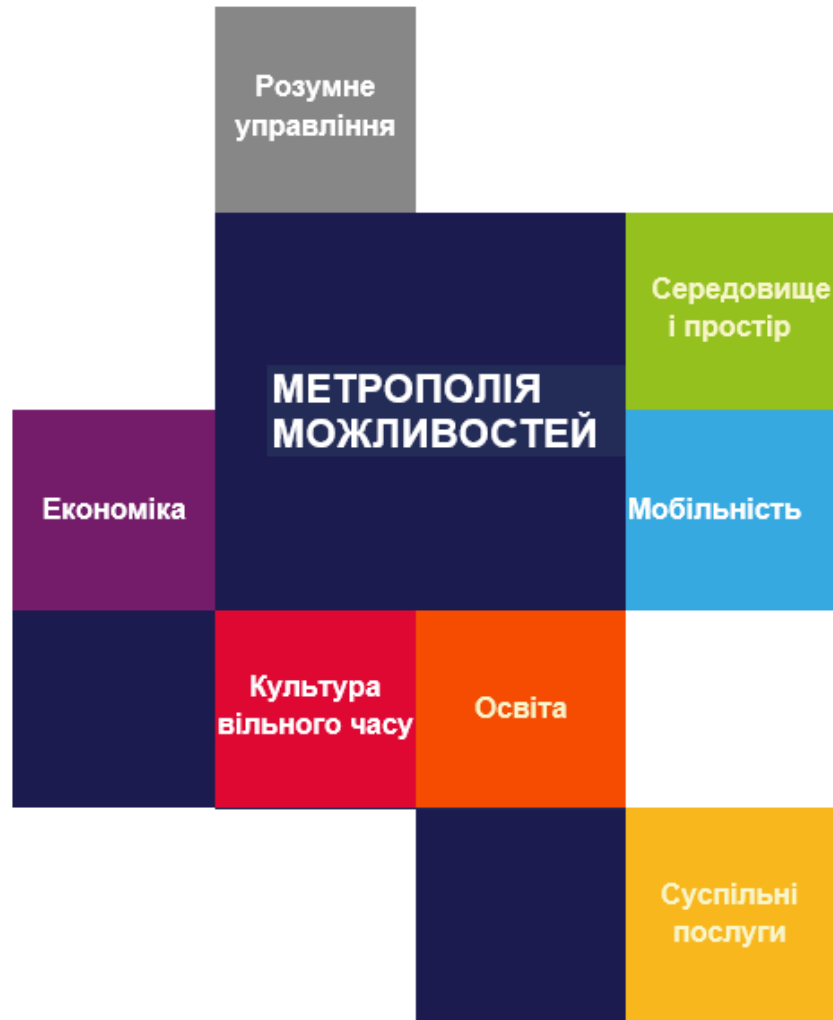 Розумне
управління
Середовище
і простір
МЕТРОПОЛІЯ
МОЖЛИВОСТЕЙ
Економіка
Мобільність
Культура
вільного часу
Освіта
Суспільні
послуги